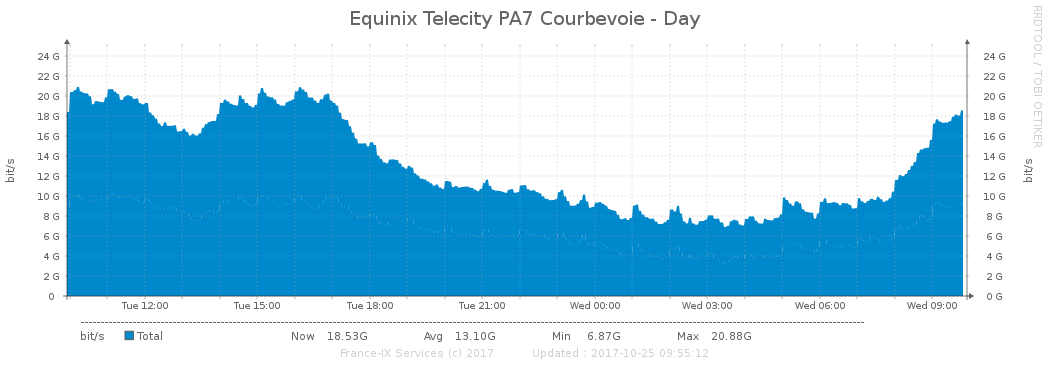 Equinix Telecity PA7 Courbevoie - Day
RRDTOOL / TOBI OETIKER
24 G 24 G
22 G 22 G
20 G 20 G
18 G 18 G
16 G 16 G
14 G 14 G
12 G 12 G
10 G 10 G
8 G 8 G
6 G 6 G
4 G 4 G
2 G 2 G
0 0 G
bit/s bit/s
Tue 12:00 Tue 15:00 Tue 18:00 Tue 21:00 Wed 00:00 Wed 03:00 Wed 06:00 Wed 09:00
bit/s Total Now 18.53G Avg 13.10G Min 6.87G Max 20.88G
France-IX Services (c) 2017 Updated : 2017-10-25 09:55:12